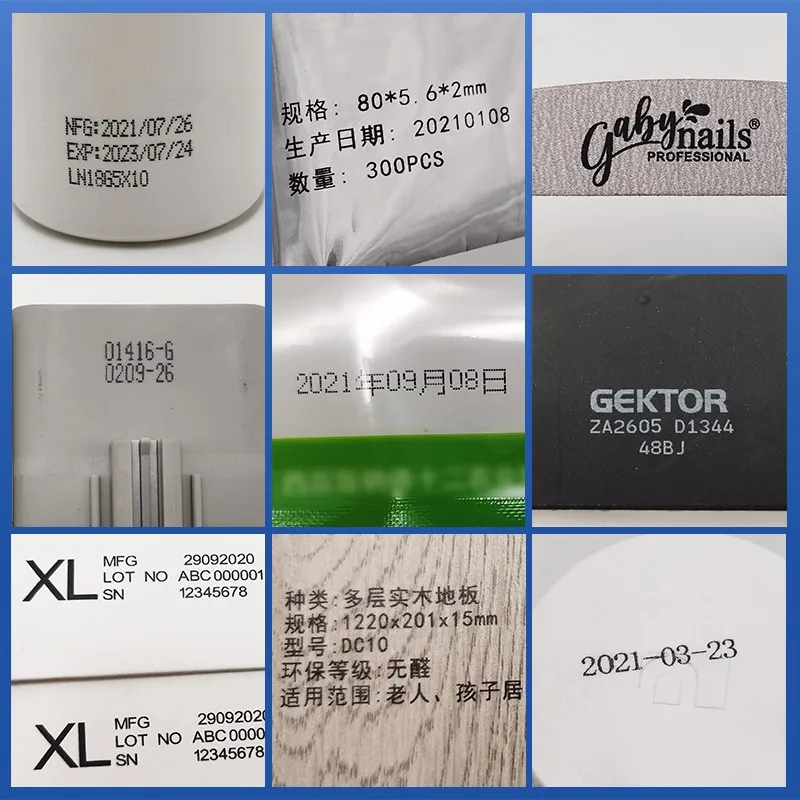 NFG:2021/07/26
EXP:2023/07/24
LN18G5X10
规格: 80*5.6*2mm
生产日期: 20210108
数量: 300PCS
Gaby nails®
PROFESSIONAL
01416-G
0209-26
2021年09月08日
GEKTOR
ZA2605 D1344
48BJ
XL
MFG 29092020
LOT NO ABC000001
SN 12345678
XL
MFG 2909202
LOT NO ABC0000
SN 12345678
种类:多层实木地板
规格:1220x201x15mm
型号:DC10
环保等级:无醛
适用范围:老人、孩子居
2021-03-23